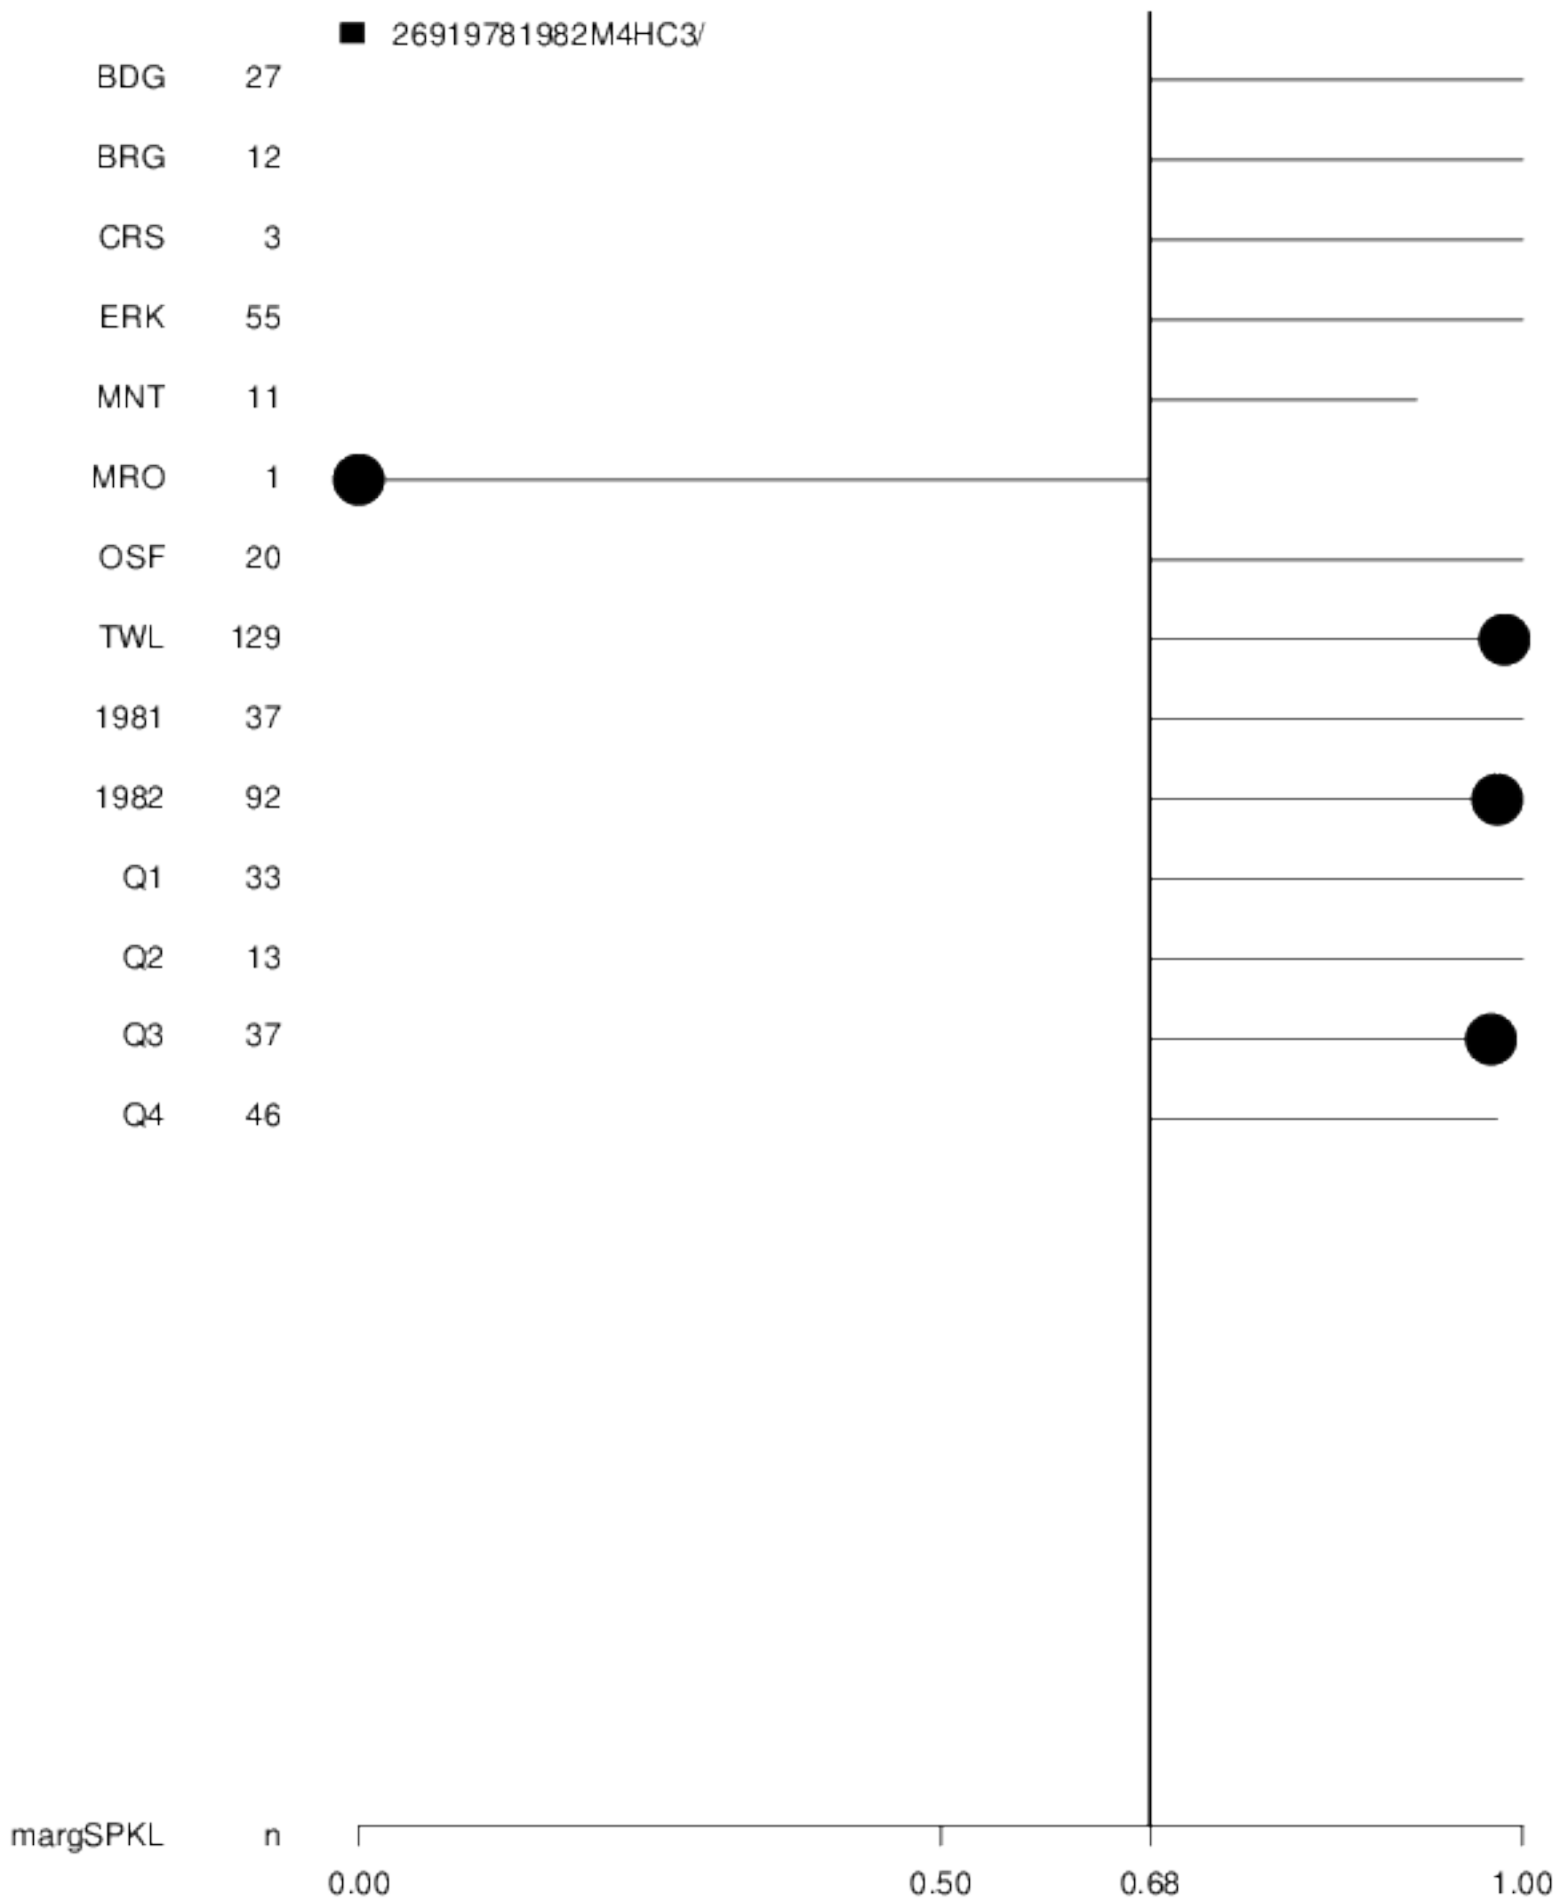 26919781982M4HC3/
BDG 27
BRG 12
CRS 3
ERK 55
MNT 11
MRO 1
OSF 20
TWL 129
1981 37
1982 92
Q1 33
Q2 13
Q3 37
Q4 46
margSPKL n
0.00 0.50 0.68 1.00